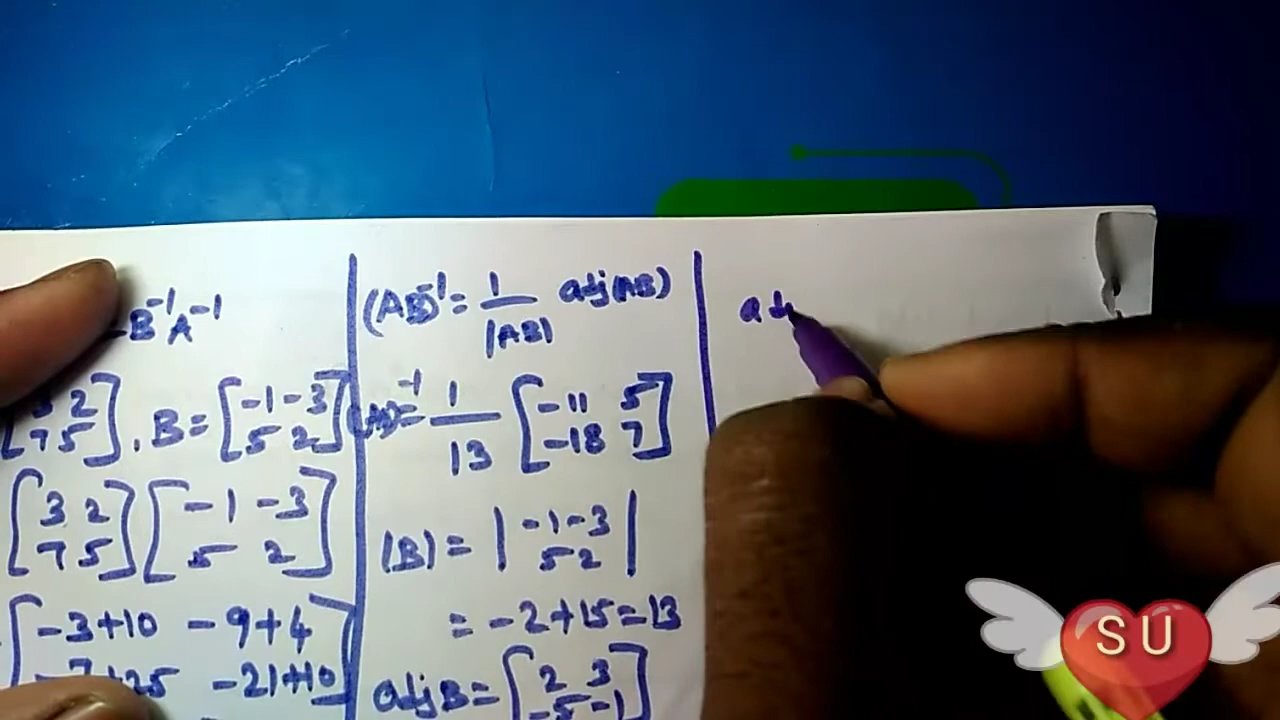 B⁻¹A⁻¹
3 2
7 5 ], B = [ -1 -3
5 2 ]
[ 3 2
7 5 ] [ -1 -3
5 2 ]
[ -3+10 -9+4
-7+25 -21+10 ]
(AB)⁻¹ = 1/|AB| adj(AB)
(AB)⁻¹ = 1/13 [ -11 5
-18 7 ]
|B| = | -1 -3
5 2 |
= -2+15=13
adj B = [ 2 3
-5 -1 ]
ad
SU